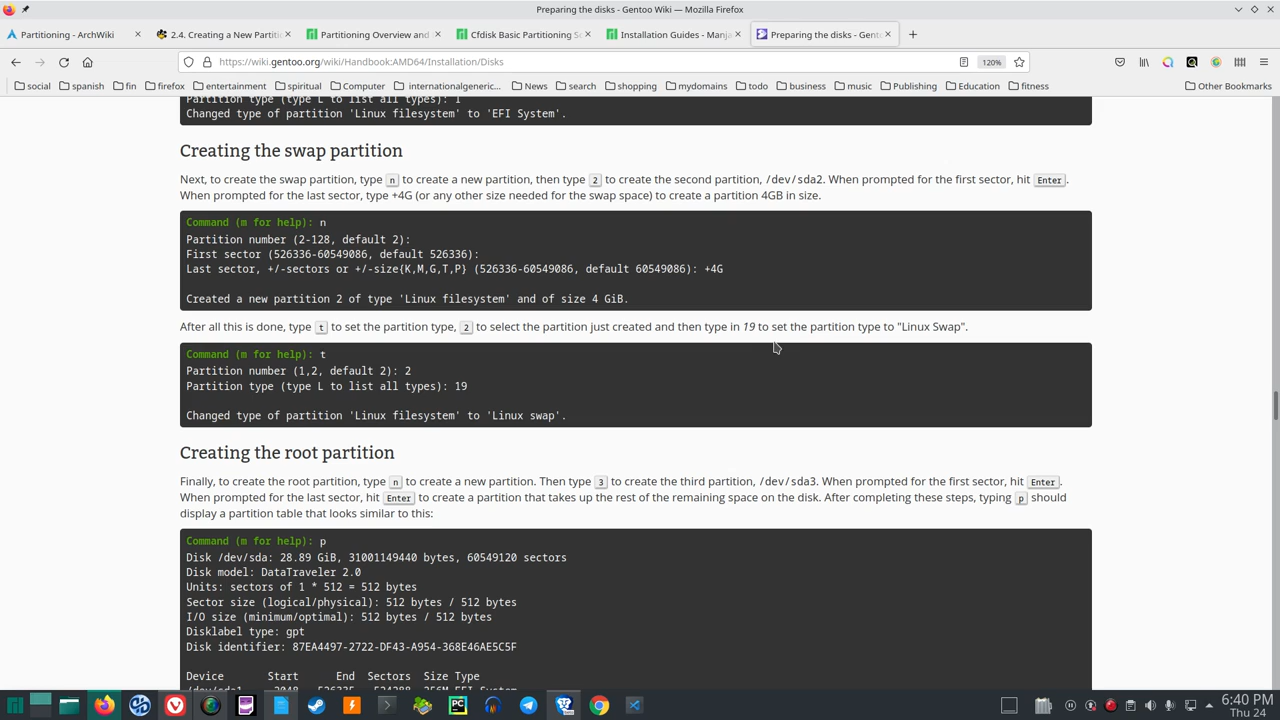 Preparing the disks - Gentoo Wiki — Mozilla Firefox
Partitioning - ArchWiki
2.4. Creating a New Partiti
Partitioning Overview and
Cfdisk Basic Partitioning
Installation Guides - Manja
Preparing the disks - Gent
https://wiki.gentoo.org/wiki/Handbook:AMD64/Installation/Disks
120%
social spanish fin firefox entertainment spiritual Computer internationalgeneric... News search shopping mydomains todo business music Publishing Education fitness Other Bookmarks
Partition type (type L to list all types): 1
Changed type of partition 'Linux filesystem' to 'EFI System'.
Creating the swap partition
Next, to create the swap partition, type n to create a new partition, then type 2 to create the second partition, /dev/sda2. When prompted for the first sector, hit Enter.
When prompted for the last sector, type +4G (or any other size needed for the swap space) to create a partition 4GB in size.
Command (m for help): n
Partition number (2-128, default 2):
First sector (526336-60549086, default 526336):
Last sector, +/-sectors or +/-size{K,M,G,T,P} (526336-60549086, default 60549086): +4G
Created a new partition 2 of type 'Linux filesystem' and of size 4 GiB.
After all this is done, type t to set the partition type, 2 to select the partition just created and then type in 19 to set the partition type to "Linux Swap".
Command (m for help): t
Partition number (1,2, default 2): 2
Partition type (type L to list all types): 19
Changed type of partition 'Linux filesystem' to 'Linux swap'.
Creating the root partition
Finally, to create the root partition, type n to create a new partition. Then type 3 to create the third partition, /dev/sda3. When prompted for the first sector, hit Enter.
When prompted for the last sector, hit Enter to create a partition that takes up the rest of the remaining space on the disk. After completing these steps, typing p should
display a partition table that looks similar to this:
Command (m for help): p
Disk /dev/sda: 28.89 GiB, 31001149440 bytes, 60549120 sectors
Disk model: DataTraveler 2.0
Units: sectors of 1 * 512 = 512 bytes
Sector size (logical/physical): 512 bytes / 512 bytes
I/O size (minimum/optimal): 512 bytes / 512 bytes
Disklabel type: gpt
Disk identifier: 87EA4497-2722-DF43-A954-368E46AE5C5F
Device Start End Sectors Size Type
/dev/sda1 2048 526335 524288 256M EFI System
6:40 PM
Thu 24